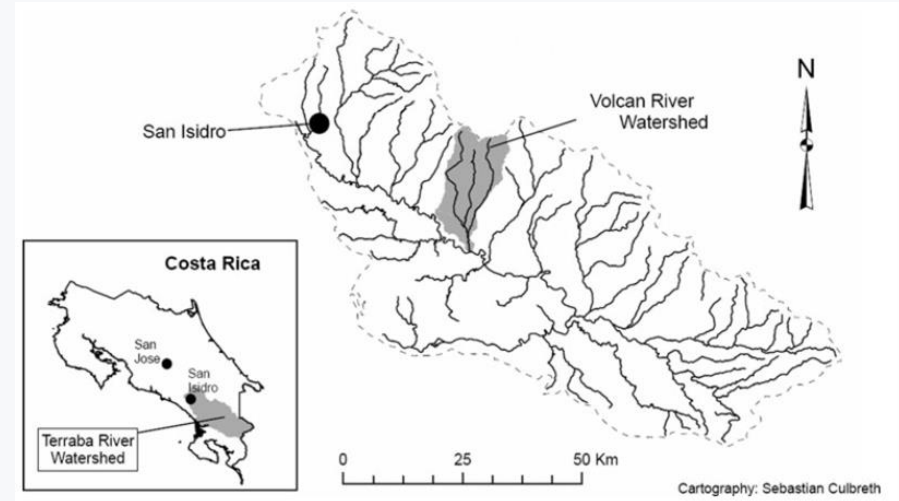 N
Volcan River
Watershed
San Isidro
Costa Rica
San
Jose
San
Isidro
Terraba River
Watershed
0 25 50 Km
Cartography: Sebastian Culbreth